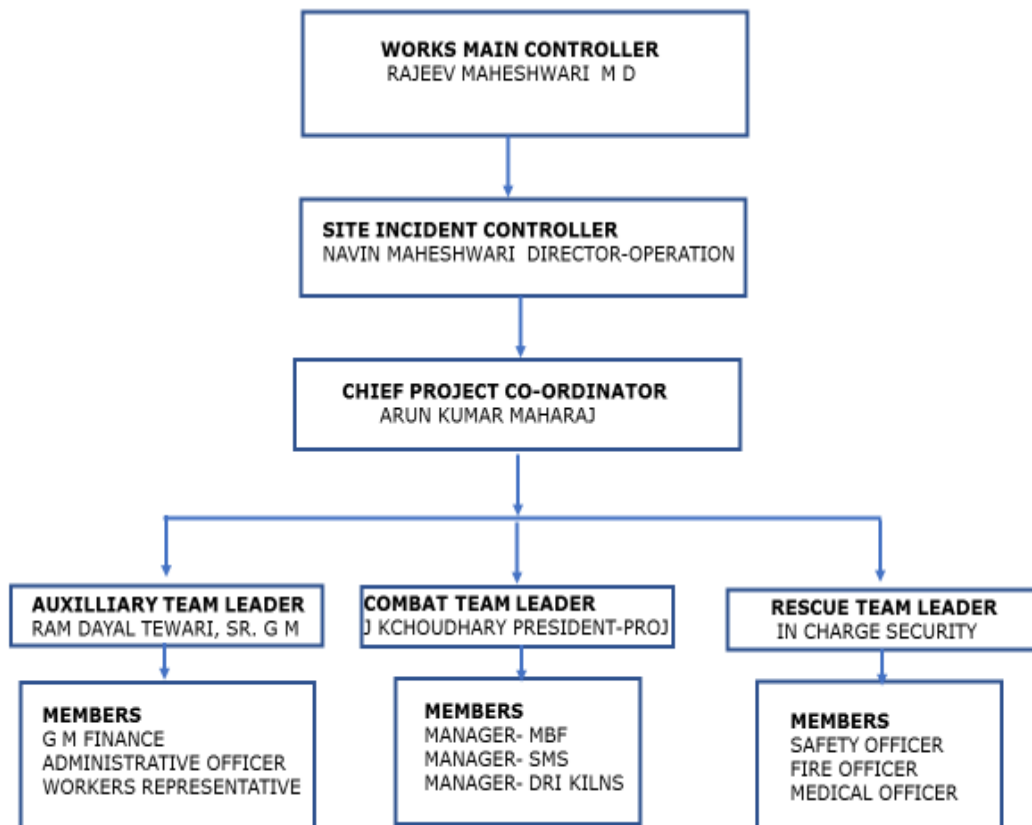 WORKS MAIN CONTROLLER
RAJEEV MAHESHWARI M D
SITE INCIDENT CONTROLLER
NAVIN MAHESHWARI DIRECTOR-OPERATION
CHIEF PROJECT CO-ORDINATOR
ARUN KUMAR MAHARAJ
AUXILLIARY TEAM LEADER
RAM DAYAL TEWARI, SR. G M
COMBAT TEAM LEADER
J KCHOUDHARY PRESIDENT-PROJ
RESCUE TEAM LEADER
IN CHARGE SECURITY
MEMBERS
G M FINANCE
ADMINISTRATIVE OFFICER
WORKERS REPRESENTATIVE
MEMBERS
MANAGER- MBF
MANAGER- SMS
MANAGER- DRI KILNS
MEMBERS
SAFETY OFFICER
FIRE OFFICER
MEDICAL OFFICER